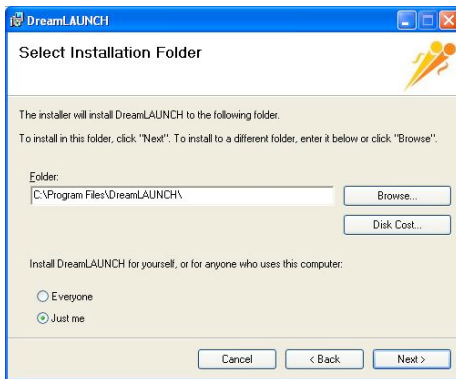 DreamLAUNCH
Select Installation Folder
The installer will install DreamLAUNCH to the following folder.
To install in this folder, click "Next". To install to a different folder, enter it below or click "Browse".
Folder:
C:\Program Files\DreamLAUNCH\
Browse...
Disk Cost...
Install DreamLAUNCH for yourself, or for anyone who uses this computer:
Everyone
Just me
Cancel
< Back
Next >